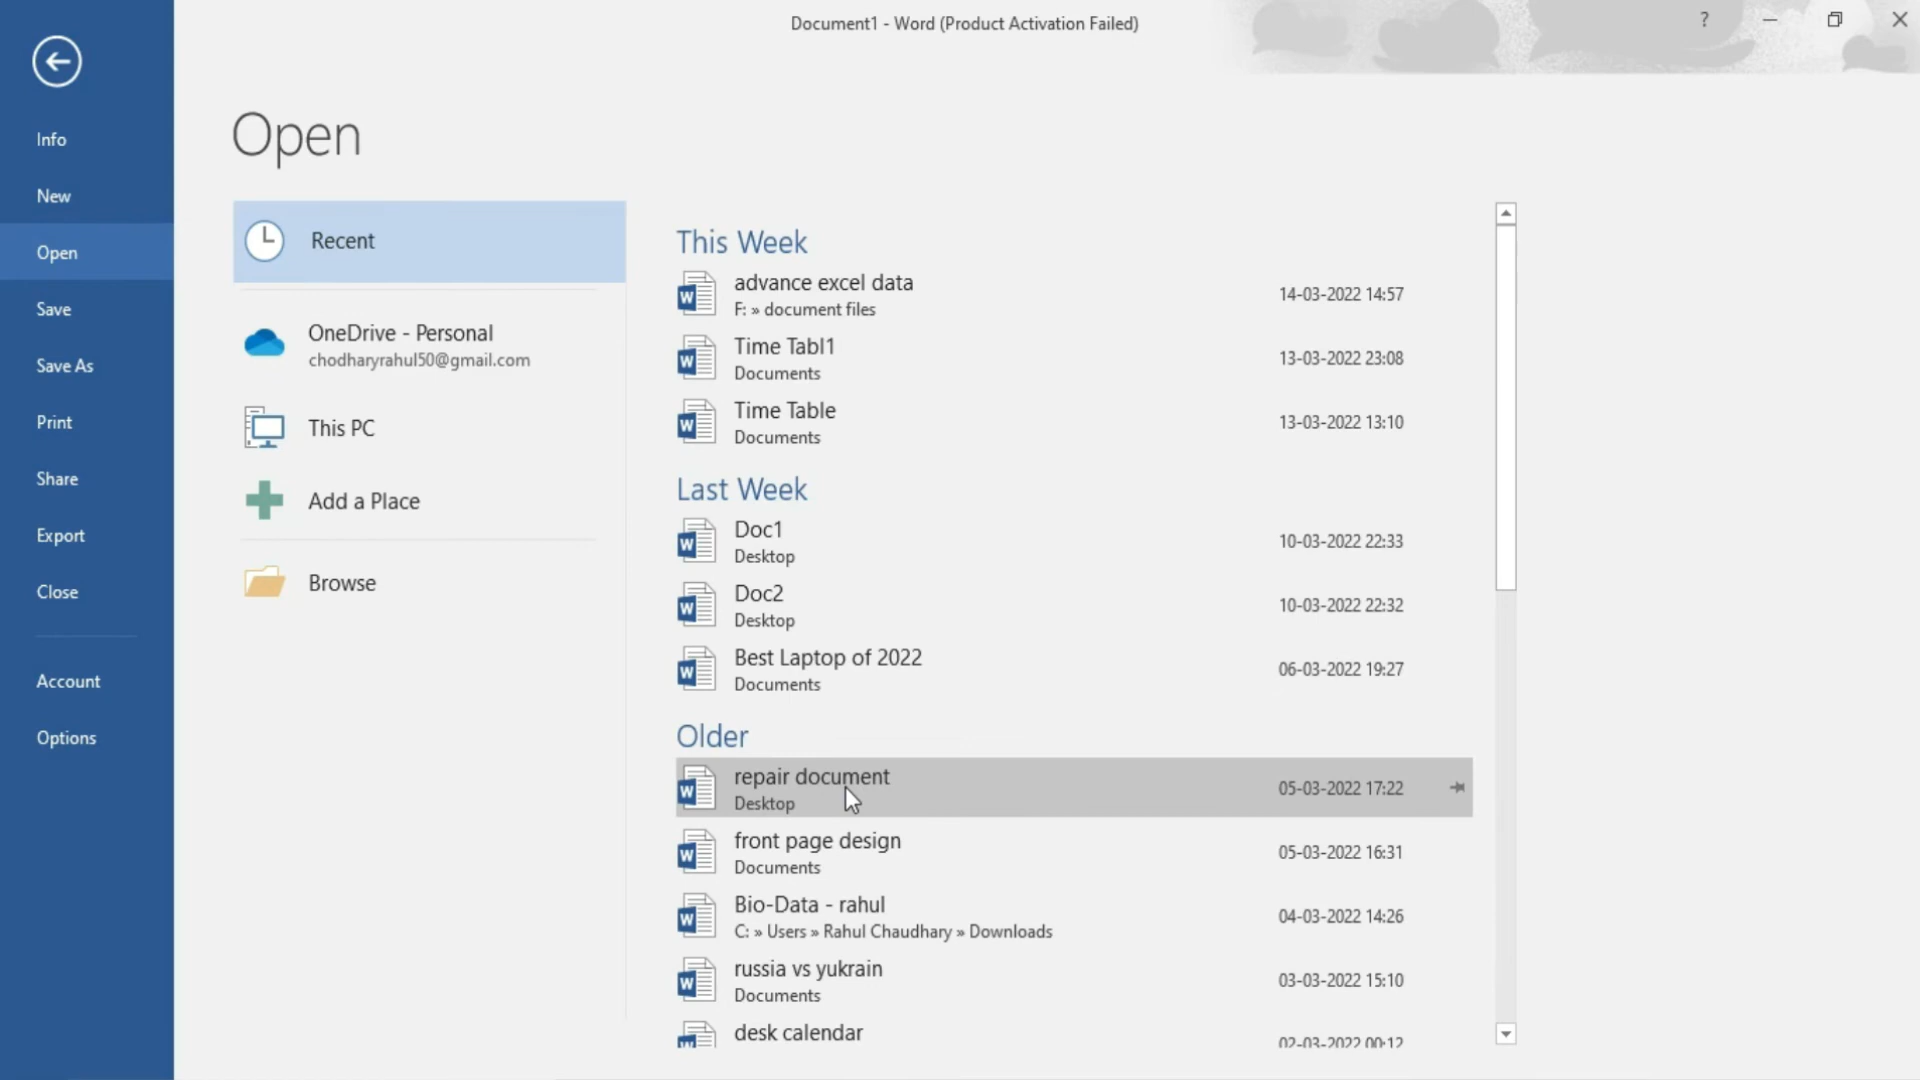 Document1 - Word (Product Activation Failed)
?
Info
New
Open
Save
Save As
Print
Share
Export
Close
Account
Options
Open
Recent
OneDrive - Personal
chodharyrahul50@gmail.com
This PC
Add a Place
Browse
This Week
advance excel data 14-03-2022 14:57
F: » document files
Time Tabl1 13-03-2022 23:08
Documents
Time Table 13-03-2022 13:10
Documents
Last Week
Doc1 10-03-2022 22:33
Desktop
Doc2 10-03-2022 22:32
Desktop
Best Laptop of 2022 06-03-2022 19:27
Documents
Older
repair document 05-03-2022 17:22
Desktop
front page design 05-03-2022 16:31
Documents
Bio-Data - rahul 04-03-2022 14:26
C: » Users » Rahul Chaudhary » Downloads
russia vs yukrain 03-03-2022 15:10
Documents
desk calendar 02-03-2022 00:12